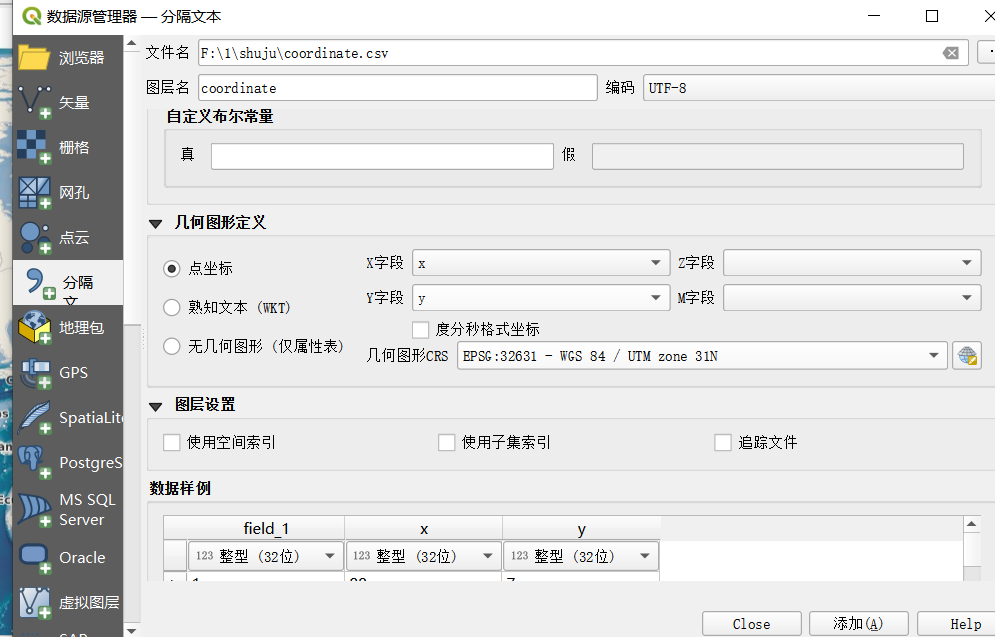 数据源管理器 — 分隔文本
浏览器
矢量
栅格
网孔
点云
分隔
文
地理包
GPS
SpatiaLite
PostgreS
MS SQL
Server
Oracle
虚拟图层
文件名 F:\1\shuju\coordinate.csv
图层名 coordinate 编码 UTF-8
自定义布尔常量
真 假
几何图形定义
点坐标 X字段 x Z字段
熟知文本 (WKT) Y字段 y M字段
度分秒格式坐标
无几何图形 (仅属性表) 几何图形CRS EPSG:32631 - WGS 84 / UTM zone 31N
图层设置
使用空间索引 使用子集索引 追踪文件
数据样例
field_1 x y
123 整型 (32位) 123 整型 (32位) 123 整型 (32位)
Close 添加(A) Help